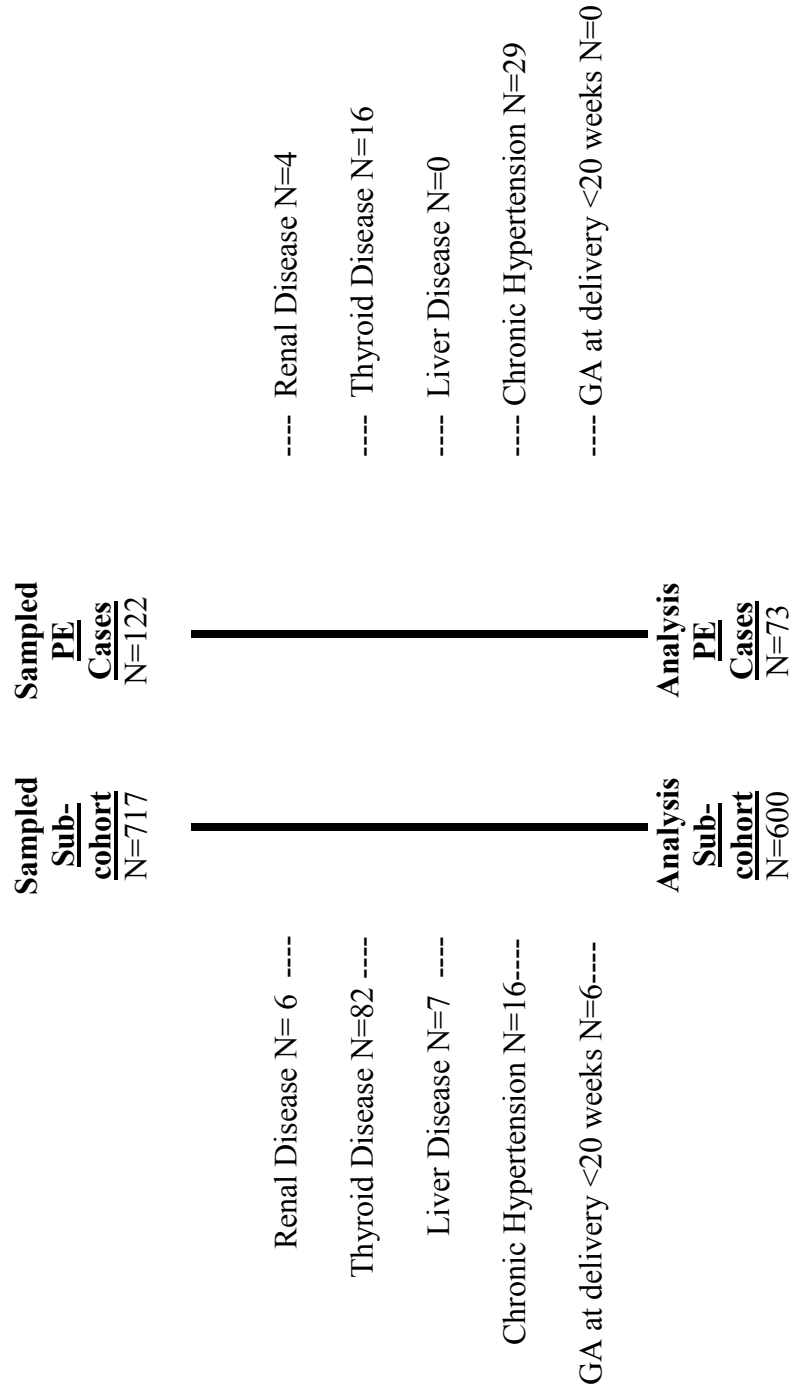 Sampled
Sub-
cohort
N=717
Sampled
PE
Cases
N=122
Renal Disease N= 6 ----
---- Renal Disease N=4
Thyroid Disease N=82 ----
---- Thyroid Disease N=16
Liver Disease N=7 ----
---- Liver Disease N=0
Chronic Hypertension N=16----
---- Chronic Hypertension N=29
GA at delivery <20 weeks N=6----
---- GA at delivery <20 weeks N=0
Analysis
Sub-
cohort
N=600
Analysis
PE
Cases
N=73